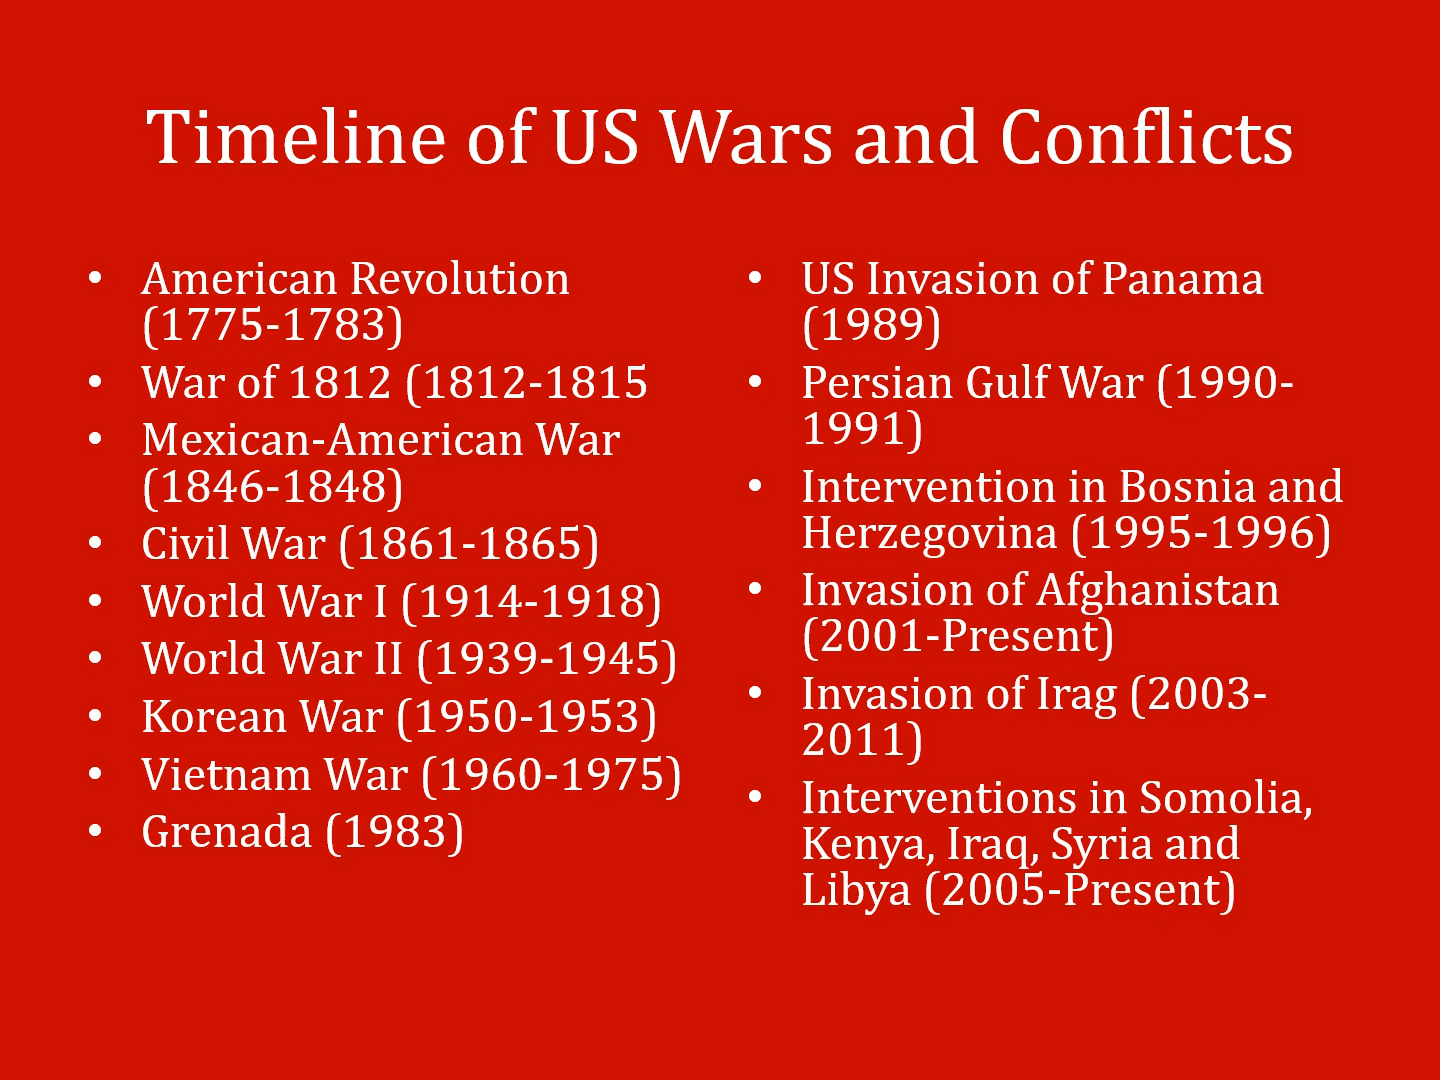 Timeline of US Wars and Conflicts
• American Revolution
(1775-1783)
• War of 1812 (1812-1815
• Mexican-American War
(1846-1848)
• Civil War (1861-1865)
• World War I (1914-1918)
• World War II (1939-1945)
• Korean War (1950-1953)
• Vietnam War (1960-1975)
• Grenada (1983)
• US Invasion of Panama
(1989)
• Persian Gulf War (1990-
1991)
• Intervention in Bosnia and
Herzegovina (1995-1996)
• Invasion of Afghanistan
(2001-Present)
• Invasion of Irag (2003-
2011)
• Interventions in Somolia,
Kenya, Iraq, Syria and
Libya (2005-Present)